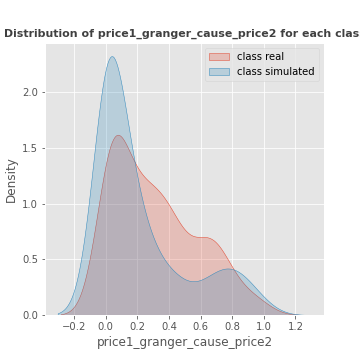 Distribution of price1_granger_cause_price2 for each clas
class real
class simulated
2.0
1.5
1.0
0.5
0.0
Density
−0.2 0.0 0.2 0.4 0.6 0.8 1.0 1.2
price1_granger_cause_price2